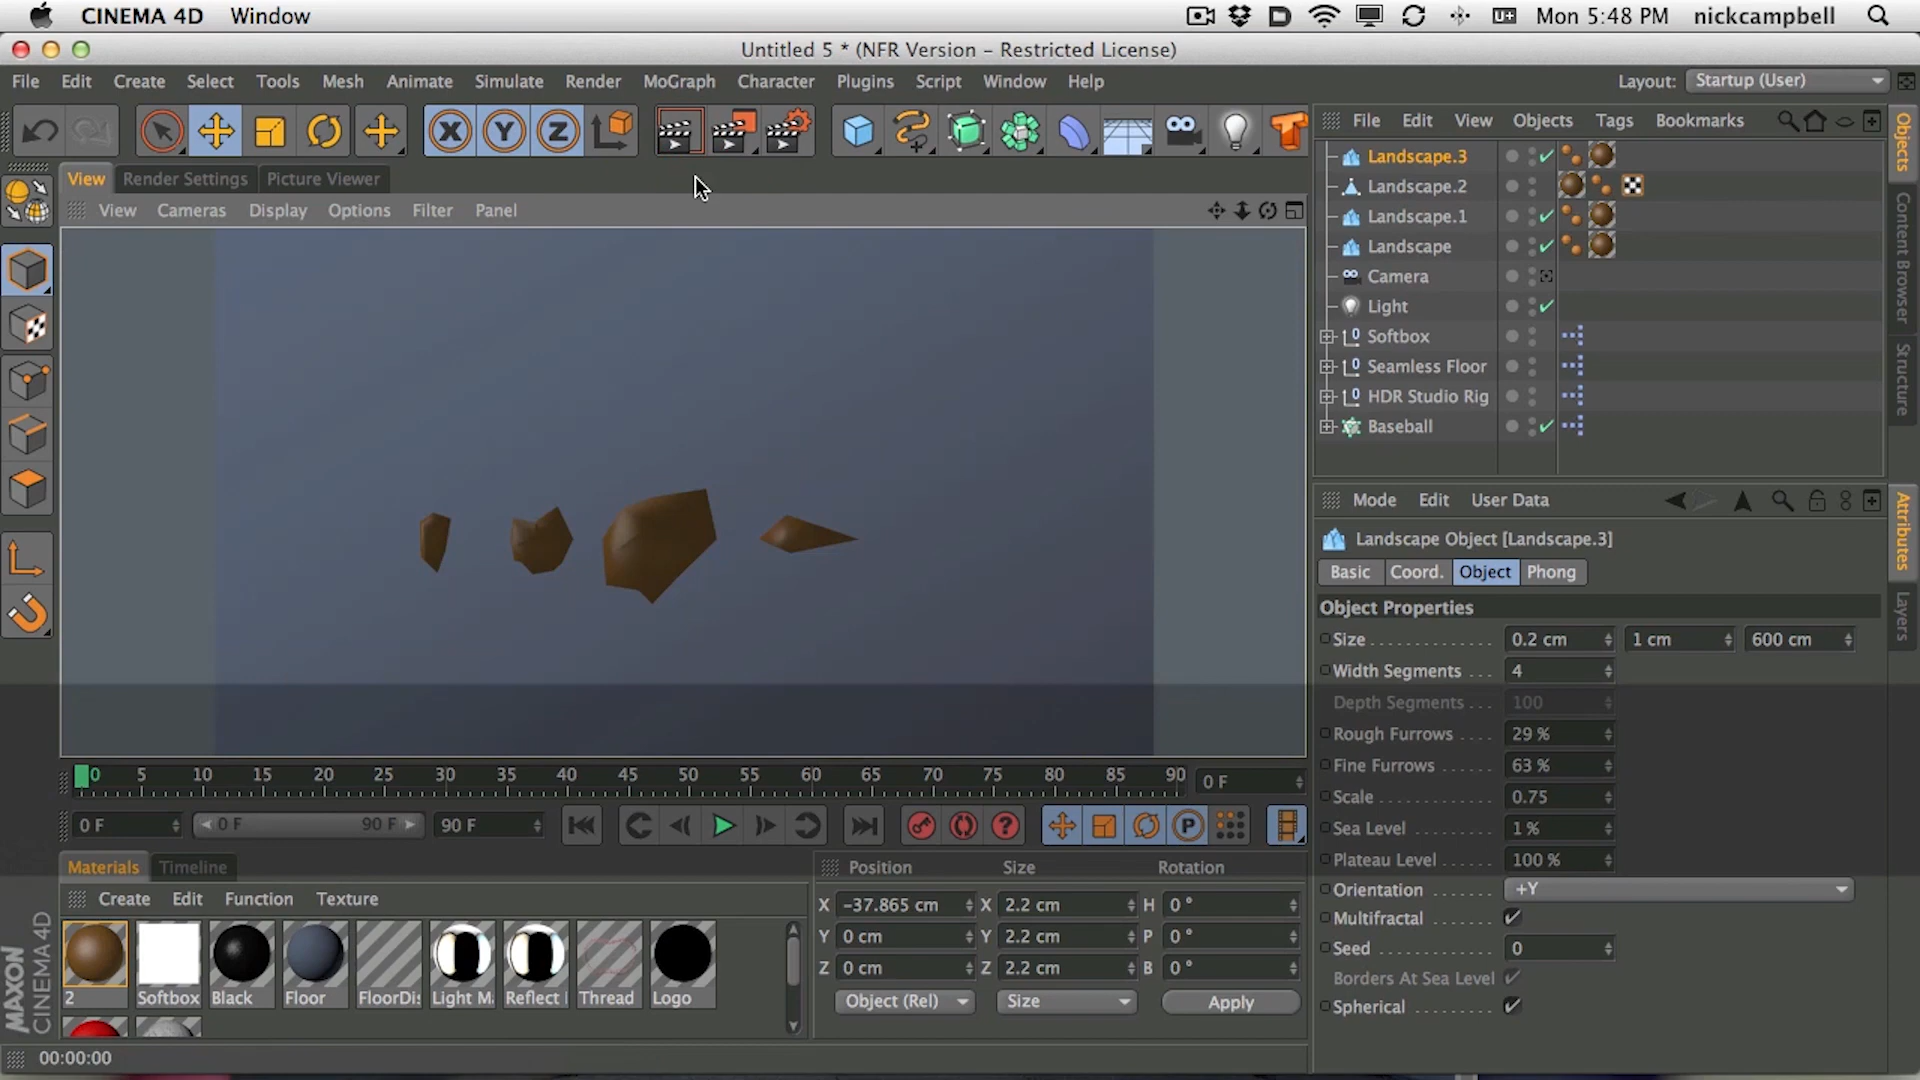 CINEMA 4D Window Mon 5:48 PM nickcampbell
Untitled 5 * (NFR Version - Restricted License)
File Edit Create Select Tools Mesh Animate Simulate Render MoGraph Character Plugins Script Window Help Layout: Startup (User)
X Y Z
File Edit View Objects Tags Bookmarks
View Render Settings Picture Viewer
View Cameras Display Options Filter Panel
Landscape.3
Landscape.2
Landscape.1
Landscape
Camera
Light
Softbox
Seamless Floor
HDR Studio Rig
Baseball
Objects
Content Browser
Structure
Mode Edit User Data
Landscape Object [Landscape.3]
Basic Coord. Object Phong
Object Properties
Size 0.2 cm 1 cm 600 cm
Width Segments 4
Depth Segments 100
Rough Furrows 29 %
Fine Furrows 63 %
Scale 0.75
Sea Level 1 %
Plateau Level 100 %
Orientation +Y
Multifractal
Seed 0
Borders At Sea Level
Spherical
Attributes
Layers
0 5 10 15 20 25 30 35 40 45 50 55 60 65 70 75 80 85 90 0 F
0 F 0 F 90 F 90 F
Materials Timeline
Create Edit Function Texture
2 Softbox Black Floor FloorDis Light M. Reflect Thread Logo
Position Size Rotation
X -37.865 cm X 2.2 cm H 0 °
Y 0 cm Y 2.2 cm P 0 °
Z 0 cm Z 2.2 cm B 0 °
Object (Rel) Size Apply
MAXON
CINEMA 4D
00:00:00